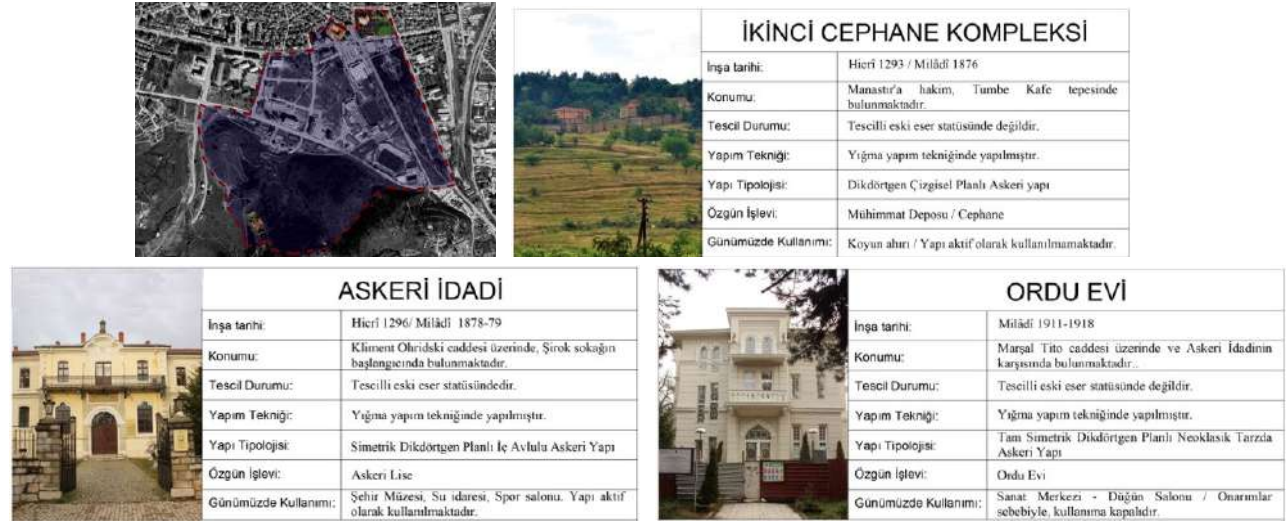 İKİNCİ CEPHANE KOMPLEKSİ
İnşa tarihi: Hicrî 1293 / Milâdî 1876
Konumu: Manastır'a hakim, Tumbe Kafe tepesinde
bulunmaktadır.
Tescil Durumu: Tescilli eski eser statüsünde değildir.
Yapım Tekniği: Yığma yapım tekniğinde yapılmıştır.
Yapı Tipolojisi: Dikdörtgen Çizgisel Planlı Askeri yapı
Özgün İşlevi: Mühimmat Deposu / Cephane
Günümüzde Kullanımı: Koyun ahırı / Yapı aktif olarak kullanılmamaktadır.
ASKERİ İDADİ
İnşa tarihi: Hicrî 1296/ Milâdî 1878-79
Konumu: Kliment Ohridski caddesi üzerinde, Şirok sokağın
başlangıcında bulunmaktadır.
Tescil Durumu: Tescilli eski eser statüsündedir.
Yapım Tekniği: Yığma yapım tekniğinde yapılmıştır.
Yapı Tipolojisi: Simetrik Dikdörtgen Planlı İç Avlulu Askeri Yapı
Özgün İşlevi: Askeri Lise
Günümüzde Kullanımı: Şehir Müzesi, Su idaresi, Spor salonu. Yapı aktif
olarak kullanılmaktadır.
ORDU EVİ
İnşa tarihi: Milâdî 1911-1918
Konumu: Marşal Tito caddesi üzerinde ve Askeri İdadinin
karşısında bulunmaktadır..
Tescil Durumu: Tescilli eski eser statüsünde değildir.
Yapım Tekniği: Yığma yapım tekniğinde yapılmıştır.
Yapı Tipolojisi: Tam Simetrik Dikdörtgen Planlı Neoklasik Tarzda
Askeri Yapı
Özgün İşlevi: Ordu Evi
Günümüzde Kullanımı: Sanat Merkezi - Düğün Salonu / Onarımlar
sebebiyle, kullanıma kapalıdır.